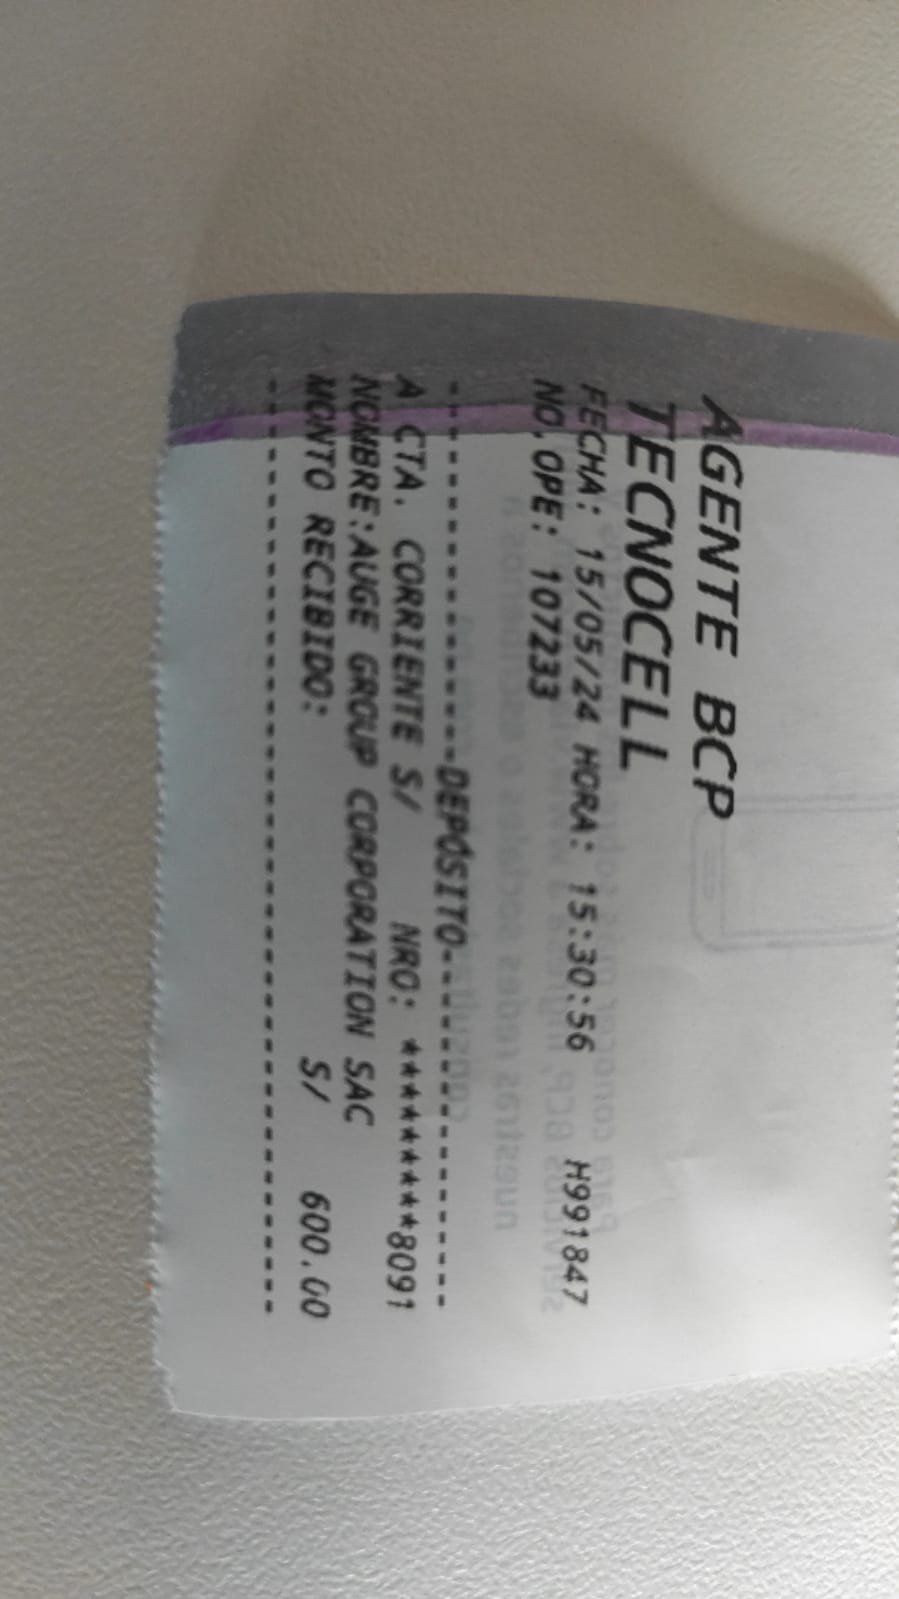 AGENTE BCP
TECNOCELL
FECHA: 15/05/24 HORA: 15:30:56 H991847
NO.OPE: 107233
----------------DEPOSITO----------------
A CTA. CORRIENTE S/ NRO: *********8091
NOMBRE:AUGE GROUP CORPORATION SAC
MONTO RECIBIDO: S/ 600.00
----------------------------------------